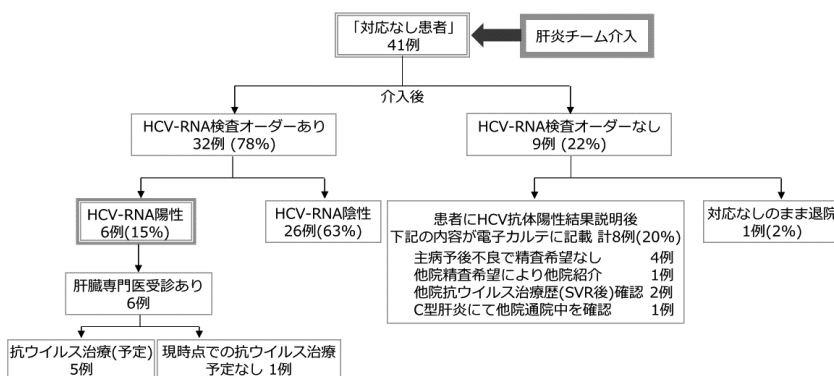 「対応なし患者」
41例
肝炎チーム介入
介入後
HCV-RNA検査オーダーあり
32例 (78%)
HCV-RNA検査オーダーなし
9例 (22%)
HCV-RNA陽性
6例(15%)
HCV-RNA陰性
26例(63%)
患者にHCV抗体陽性結果説明後
下記の内容が電子カルテに記載 計8例(20%)
主病予後不良で精査希望なし 4例
他院精査希望により他院紹介 1例
他院抗ウイルス治療歴(SVR後)確認 2例
C型肝炎にて他院通院中を確認 1例
対応なしのまま退院
1例(2%)
肝臓専門医受診あり
6例
抗ウイルス治療(予定)
5例
現時点での抗ウイルス治療
予定なし 1例